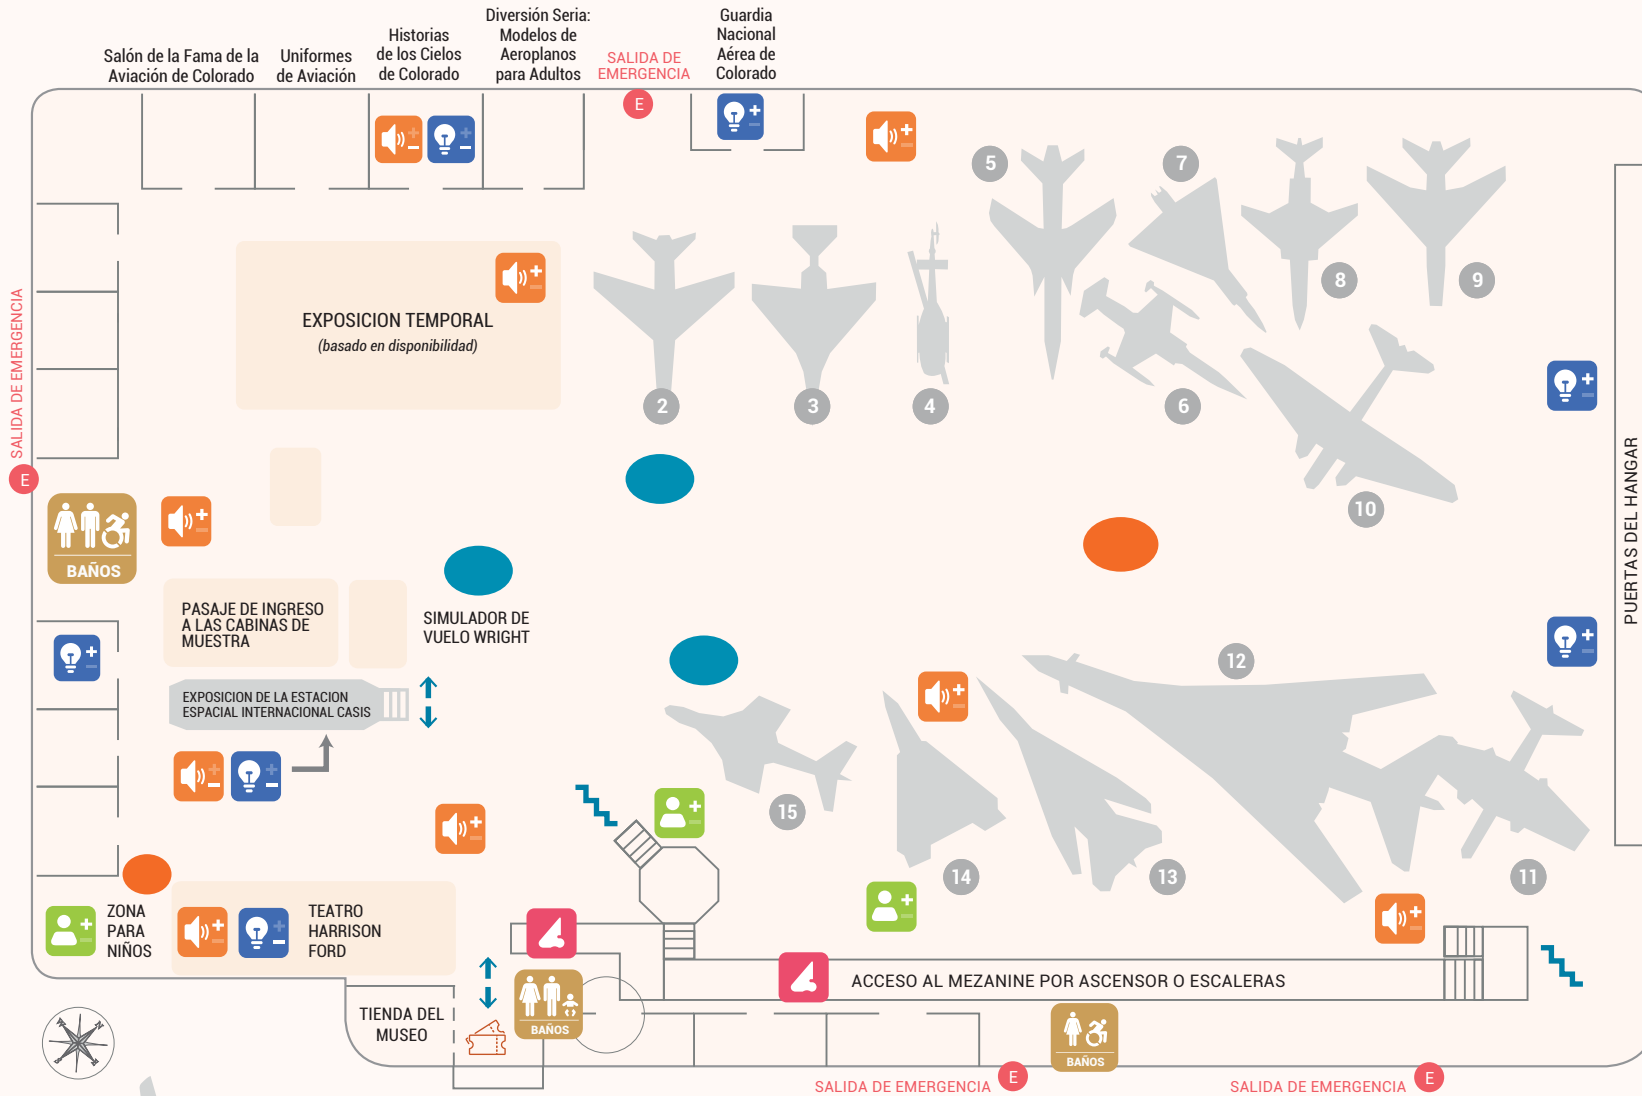 Salón de la Fama de la
Aviación de Colorado
Uniformes
de Aviación
Historias
de los Cielos
de Colorado
Diversión Seria:
Modelos de
Aeroplanos
para Adultos
SALIDA DE
EMERGENCIA
E
Guardia
Nacional
Aérea de
Colorado
5
7
8
9
EXPOSICION TEMPORAL
(basado en disponibilidad)
2
3
4
6
10
SALIDA DE EMERGENCIA
E
BAÑOS
PUERTAS DEL HANGAR
PASAJE DE INGRESO
A LAS CABINAS DE
MUESTRA
SIMULADOR DE
VUELO WRIGHT
EXPOSICION DE LA ESTACION
ESPACIAL INTERNACIONAL CASIS
12
15
14
13
11
ZONA
PARA
NIÑOS
TEATRO
HARRISON
FORD
ACCESO AL MEZANINE POR ASCENSOR O ESCALERAS
TIENDA DEL
MUSEO
BAÑOS
BAÑOS
SALIDA DE EMERGENCIA
E
SALIDA DE EMERGENCIA
E